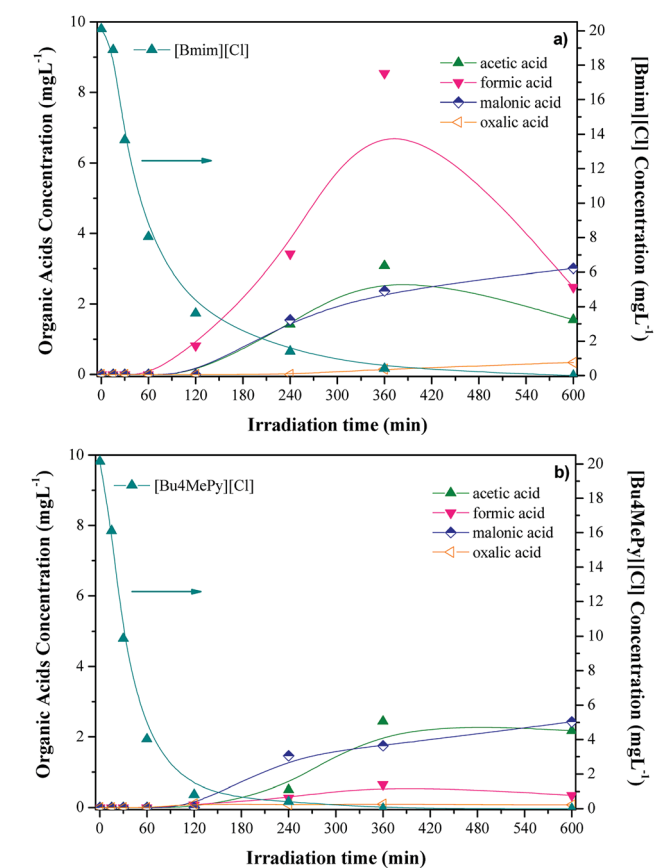 a)
[Bmim][Cl]
acetic acid
formic acid
malonic acid
oxalic acid
Organic Acids Concentration (mgL-1)
10
8
6
4
2
0
[Bmim][Cl] Concentration (mgL-1)
20
18
16
14
12
10
8
6
4
2
0
0 60 120 180 240 300 360 420 480 540 600
Irradiation time (min)
b)
[Bu4MePy][Cl]
acetic acid
formic acid
malonic acid
oxalic acid
Organic Acids Concentration (mgL-1)
10
8
6
4
2
0
[Bu4MePy][Cl] Concentration (mgL-1)
20
18
16
14
12
10
8
6
4
2
0
0 60 120 180 240 300 360 420 480 540 600
Irradiation time (min)